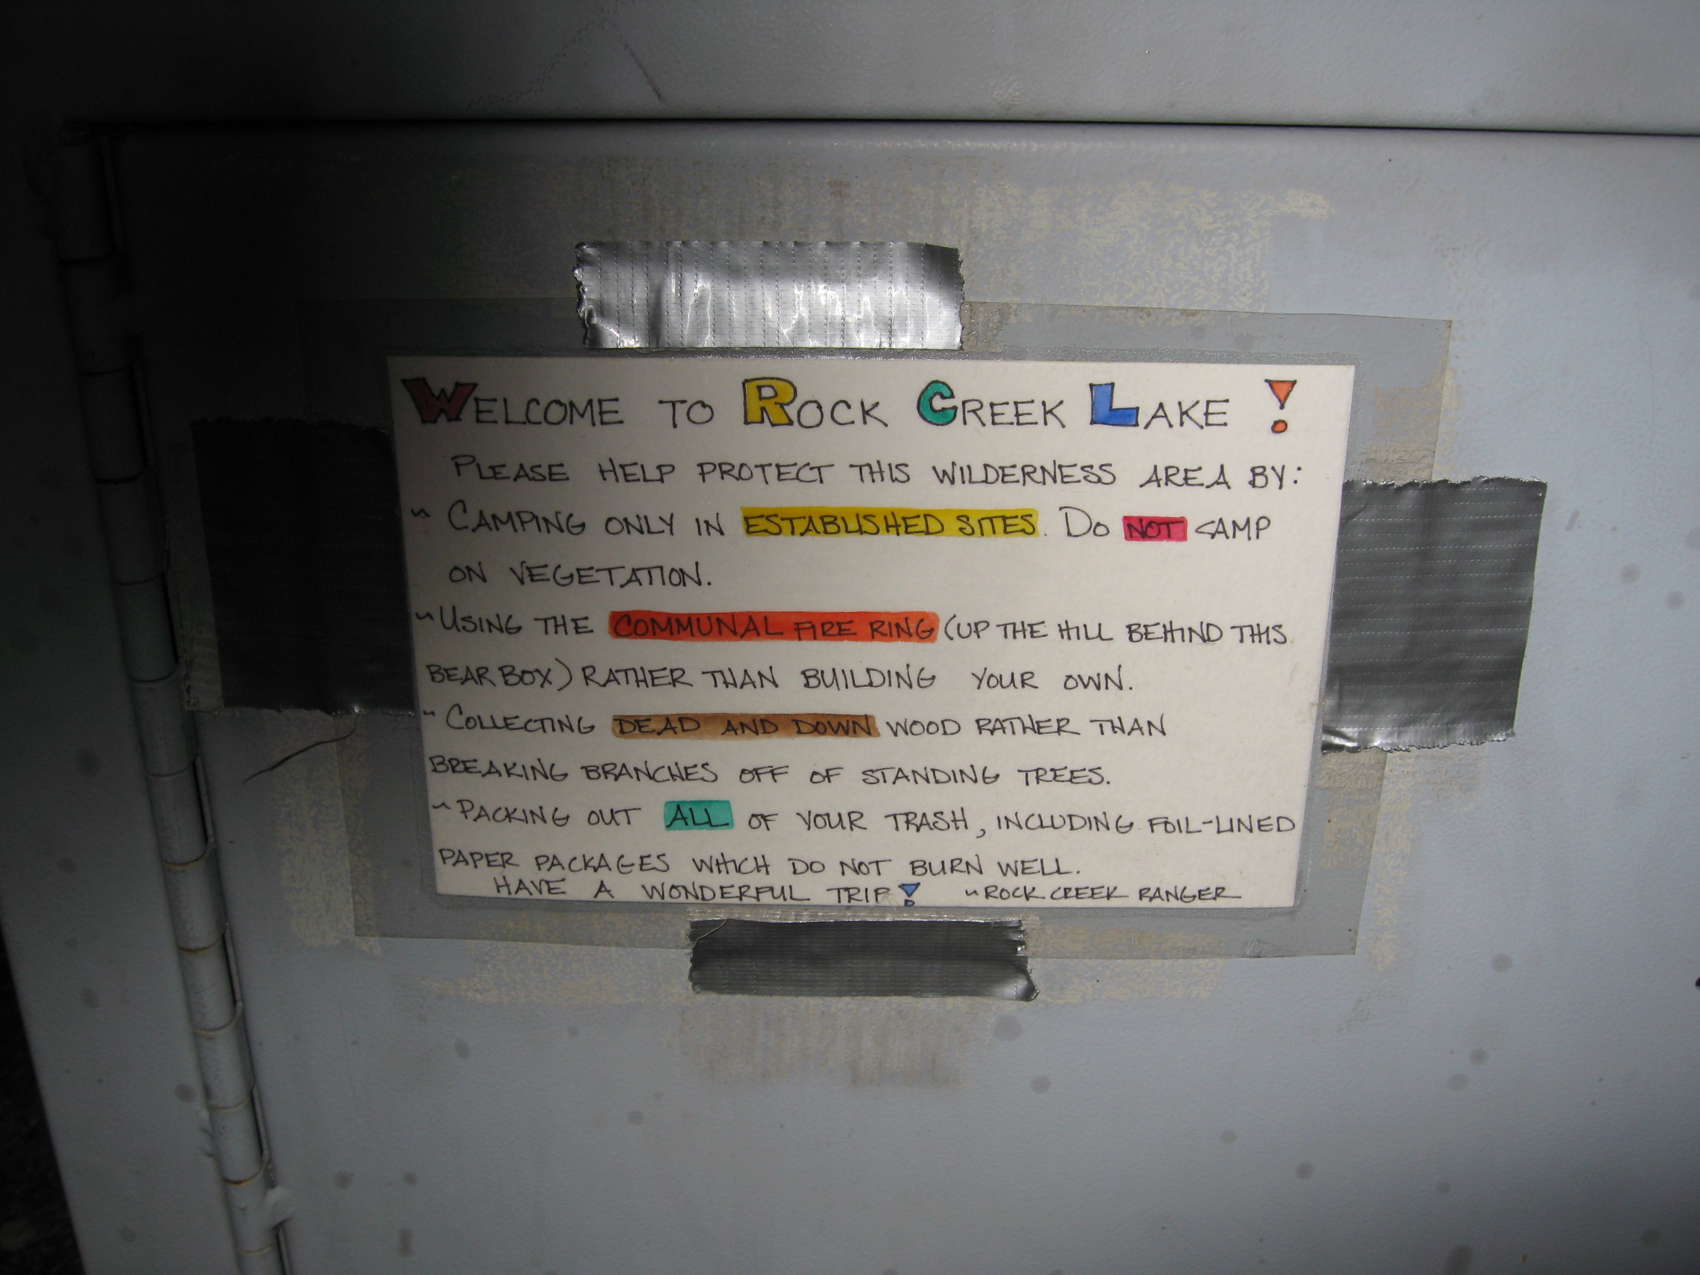 WELCOME TO ROCK CREEK LAKE !
PLEASE HELP PROTECT THIS WILDERNESS AREA BY:
~ CAMPING ONLY IN ESTABLISHED SITES. DO NOT CAMP
ON VEGETATION.
~ USING THE COMMUNAL FIRE RING (UP THE HILL BEHIND THIS
BEAR BOX) RATHER THAN BUILDING YOUR OWN.
~ COLLECTING DEAD AND DOWN WOOD RATHER THAN
BREAKING BRANCHES OFF OF STANDING TREES.
~ PACKING OUT ALL OF YOUR TRASH, INCLUDING FOIL-LINED
PAPER PACKAGES WHICH DO NOT BURN WELL.
HAVE A WONDERFUL TRIP! ~ ROCK CREEK RANGER